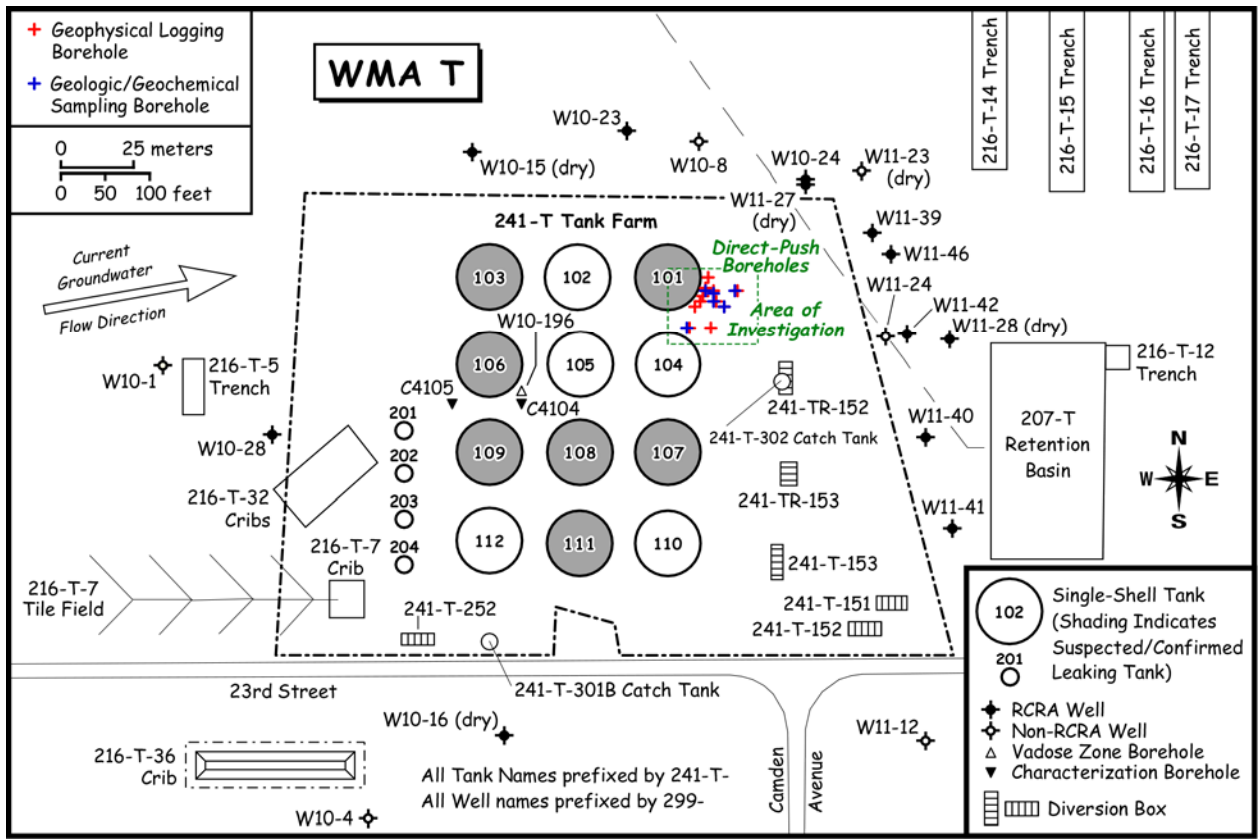 Geophysical Logging
Borehole
Geologic/Geochemical
Sampling Borehole
0 25 meters
0 50 100 feet
WMA T
W10-23
W10-15 (dry)
W10-8
W10-24
W11-23
(dry)
W11-27
(dry)
W11-39
W11-46
216-T-14 Trench
216-T-15 Trench
216-T-16 Trench
216-T-17 Trench
241-T Tank Farm
Current
Groundwater
Flow Direction
103
102
101
Direct-Push
Boreholes
Area of
Investigation
W11-24
W11-42
W11-28 (dry)
W10-196
W10-1
216-T-5
Trench
106
105
104
C4105
C4104
241-TR-152
241-T-302 Catch Tank
216-T-12
Trench
207-T
Retention
Basin
W11-40
W10-28
201
202
203
204
109
108
107
241-TR-153
216-T-32
Cribs
W11-41
N
W E
S
112
111
110
216-T-7
Crib
216-T-7
Tile Field
241-T-153
241-T-252
241-T-151
241-T-152
23rd Street
241-T-301B Catch Tank
W10-16 (dry)
W11-12
216-T-36
Crib
All Tank Names prefixed by 241-T-
All Well names prefixed by 299-
W10-4
Camden
Avenue
102
Single-Shell Tank
(Shading Indicates
201
Suspected/Confirmed
Leaking Tank)
RCRA Well
Non-RCRA Well
Vadose Zone Borehole
Characterization Borehole
Diversion Box